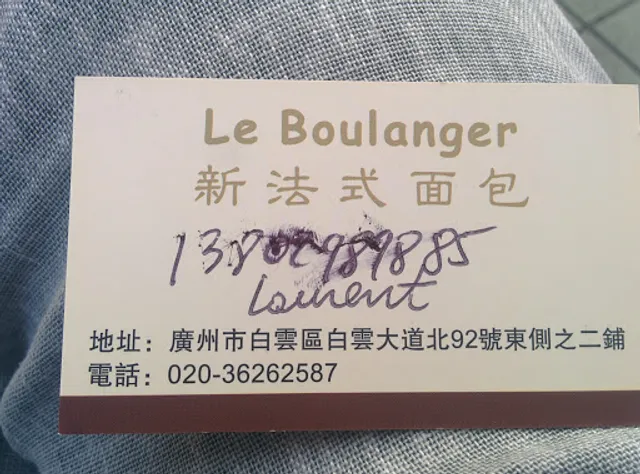 Le Boulanger
新法式面包
Laurent
地址：廣州市白雲區白雲大道北92號東側之二鋪
電話：020-36262587